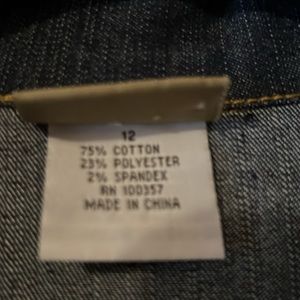 12
75% COTTON
23% POLYESTER
2% SPANDEX
RN 100357
MADE IN CHINA